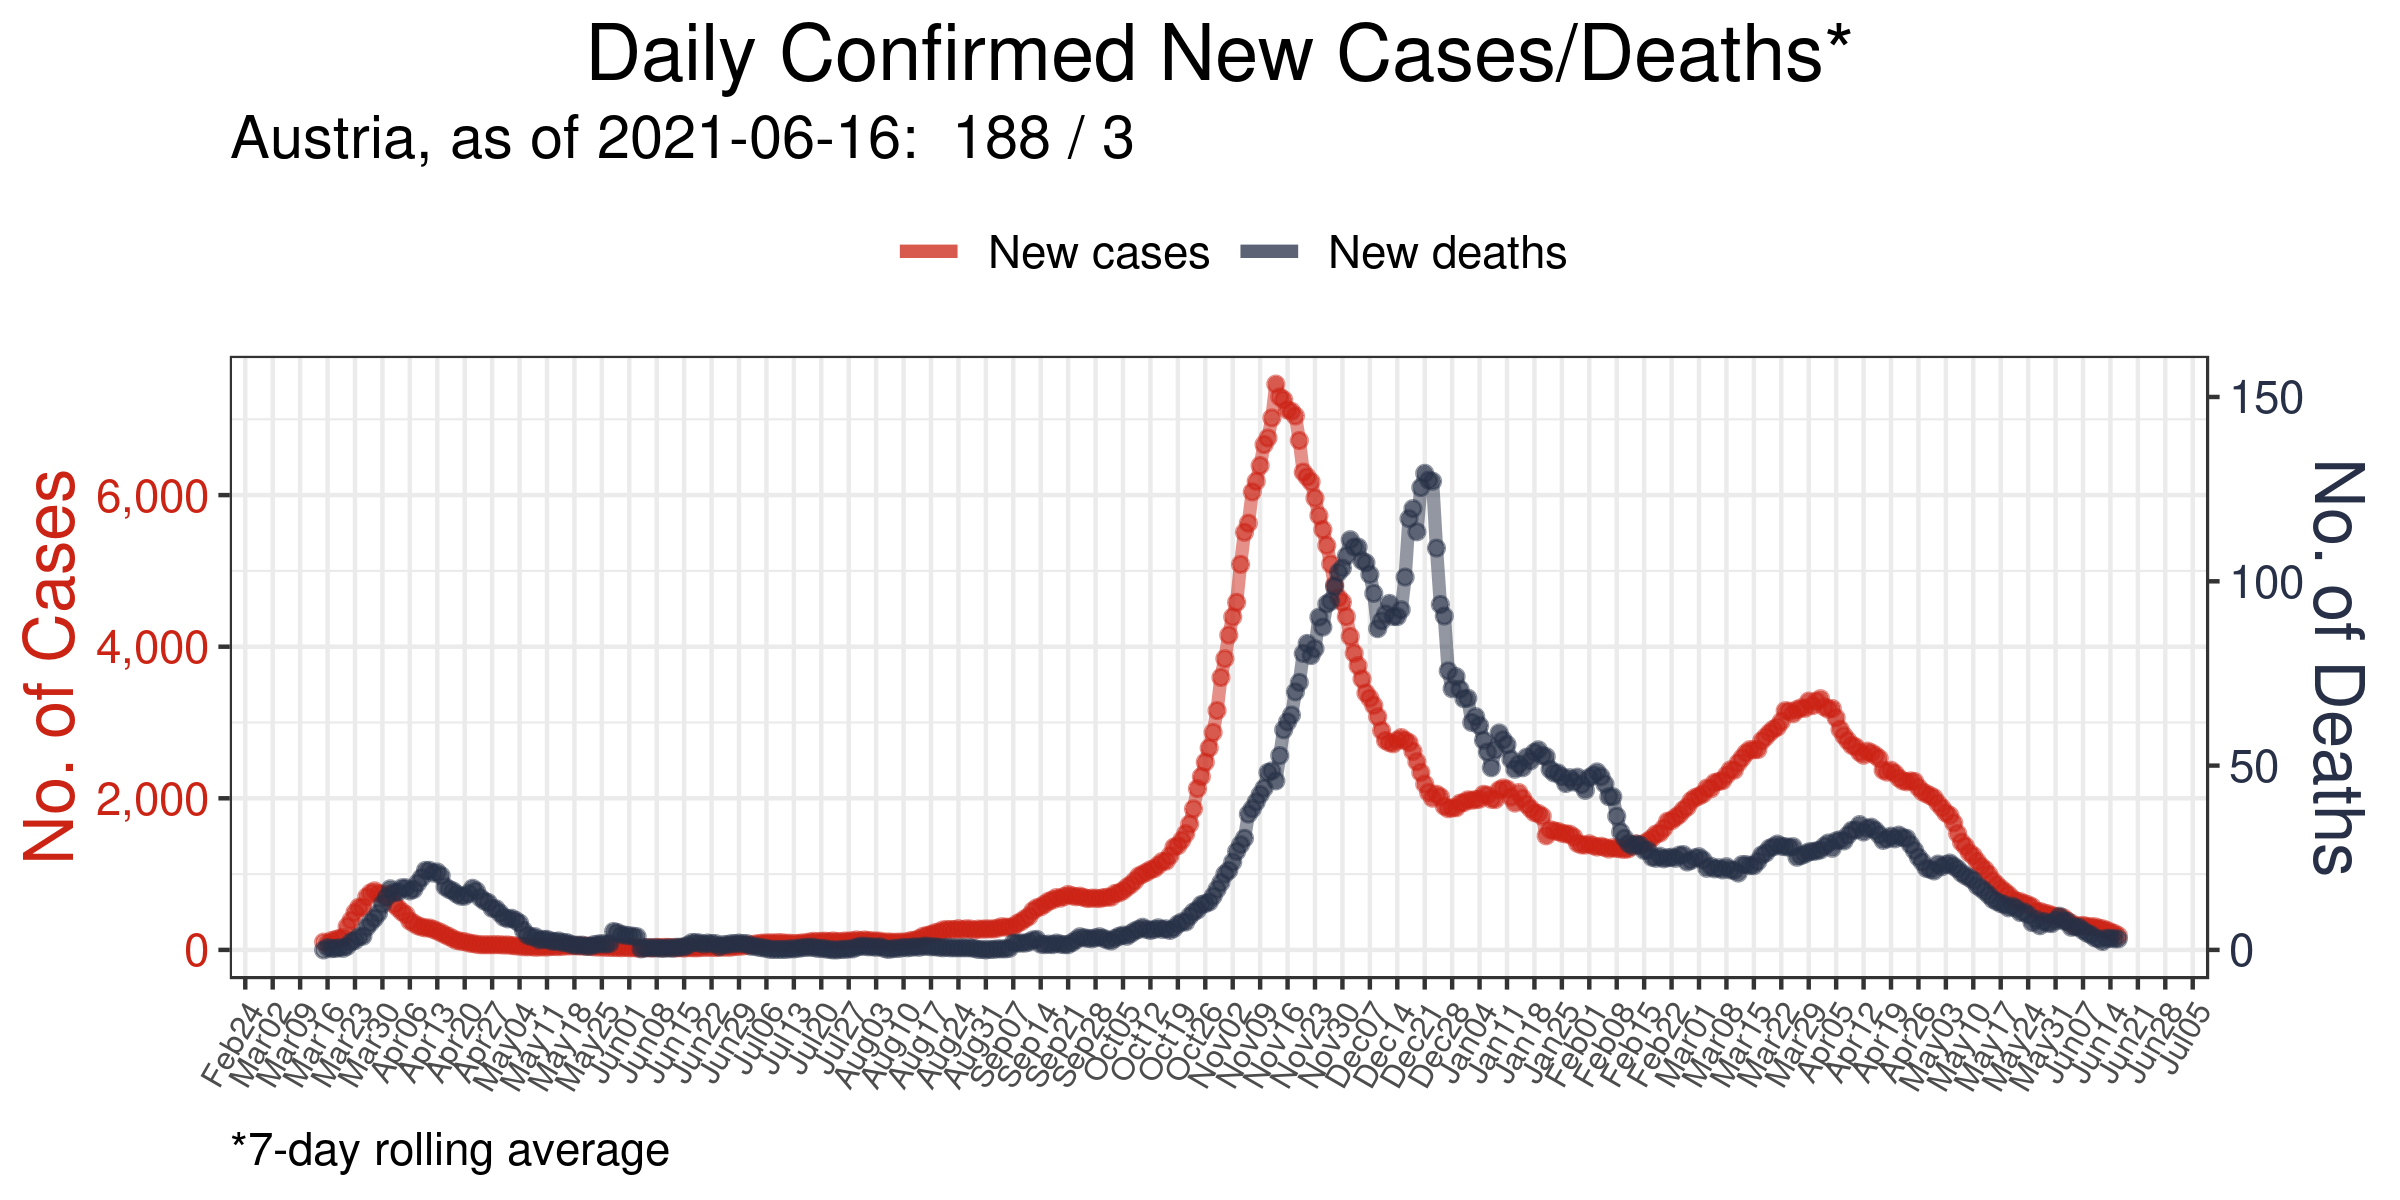 Daily Confirmed New Cases/Deaths*
Austria, as of 2021-06-16:  188 / 3
New cases
New deaths
No. of Cases
6,000
4,000
2,000
0
150
100
50
0
No. of Deaths
Feb24
Mar02
Mar09
Mar16
Mar23
Mar30
Apr06
Apr13
Apr20
Apr27
May04
May11
May18
May25
Jun01
Jun08
Jun15
Jun22
Jun29
Jul06
Jul13
Jul20
Jul27
Aug03
Aug10
Aug17
Aug24
Aug31
Sep07
Sep14
Sep21
Sep28
Oct05
Oct12
Oct19
Oct26
Nov02
Nov09
Nov16
Nov23
Nov30
Dec07
Dec14
Dec21
Dec28
Jan04
Jan11
Jan18
Jan25
Feb01
Feb08
Feb15
Feb22
Mar01
Mar08
Mar15
Mar22
Mar29
Apr05
Apr12
Apr19
Apr26
May03
May10
May17
May24
May31
Jun07
Jun14
Jun21
Jun28
Jul05
*7-day rolling average